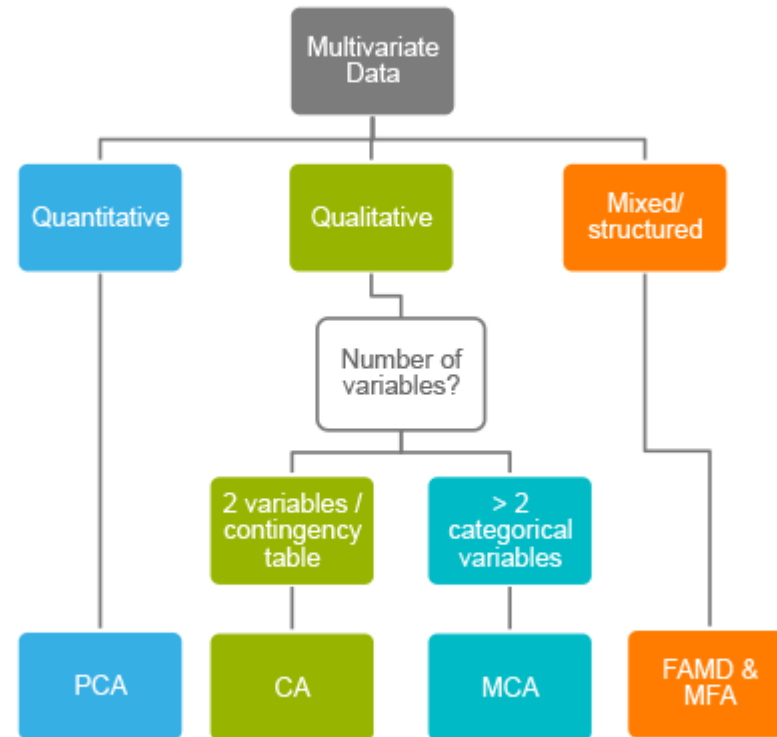 Multivariate
Data
Quantitative
Qualitative
Mixed/
structured
Number of
variables?
2 variables /
contingency
table
> 2
categorical
variables
PCA
CA
MCA
FAMD &
MFA